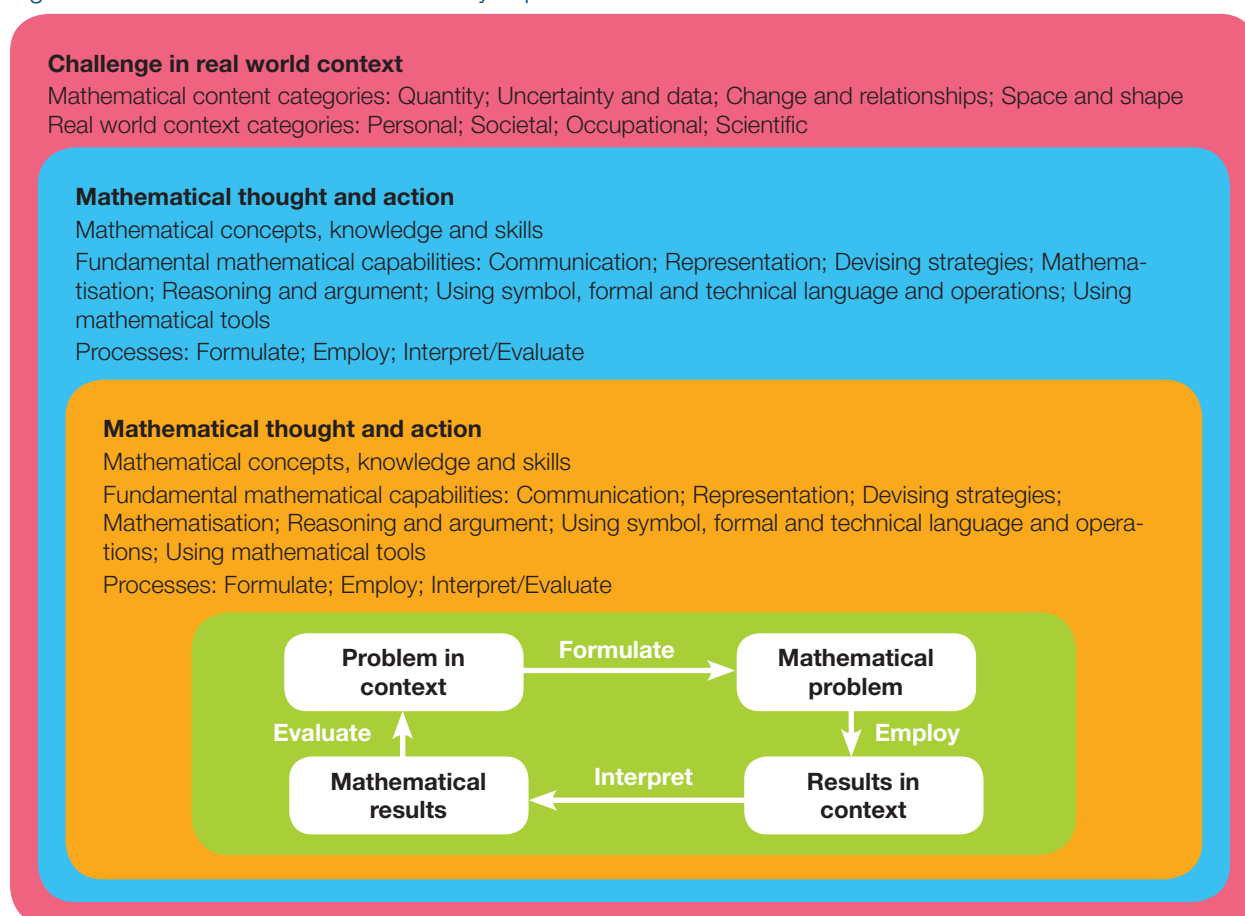 Challenge in real world context
Mathematical content categories: Quantity; Uncertainty and data; Change and relationships; Space and shape
Real world context categories: Personal; Societal; Occupational; Scientific
Mathematical thought and action
Mathematical concepts, knowledge and skills
Fundamental mathematical capabilities: Communication; Representation; Devising strategies; Mathema-
tisation; Reasoning and argument; Using symbol, formal and technical language and operations; Using
mathematical tools
Processes: Formulate; Employ; Interpret/Evaluate
Mathematical thought and action
Mathematical concepts, knowledge and skills
Fundamental mathematical capabilities: Communication; Representation; Devising strategies;
Mathematisation; Reasoning and argument; Using symbol, formal and technical language and opera-
tions; Using mathematical tools
Processes: Formulate; Employ; Interpret/Evaluate
Problem in
context
Formulate
Mathematical
problem
Evaluate
Employ
Mathematical
results
Interpret
Results in
context